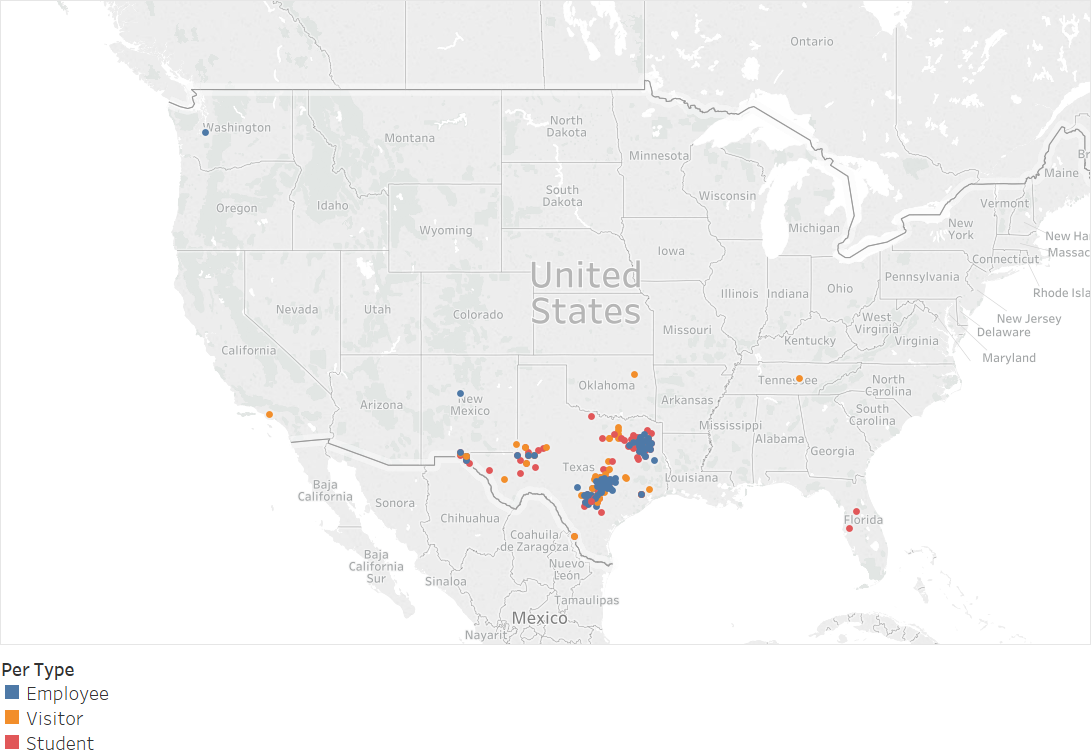 Ontario
Washington
Montana
North
Dakota
Minnesota
Br
Maine
Oregon
Idaho
South
Dakota
Wisconsin
Michigan
Vermont
Wyoming
New
York
New Ha
Massac
Iowa
Connecticut
United
States
Illinois
Indiana
Ohio
Pennsylvania
Rhode Isla
Nevada
Utah
Colorado
Missouri
West
Virginia
Virginia
New Jersey
Delaware
Kentucky
Maryland
California
Tennessee
North
Carolina
Oklahoma
Arkansas
Arizona
New
Mexico
South
Carolina
Mississippi
Alabama
Georgia
Texas
Louisiana
Baja
California
Sonora
Chihuahua
Florida
Coahuila
de Zaragoza
Baja
California
Sur
Sinaloa
Nuevo
León
Tamaulipas
Mexico
Nayarit
Per Type
Employee
Visitor
Student